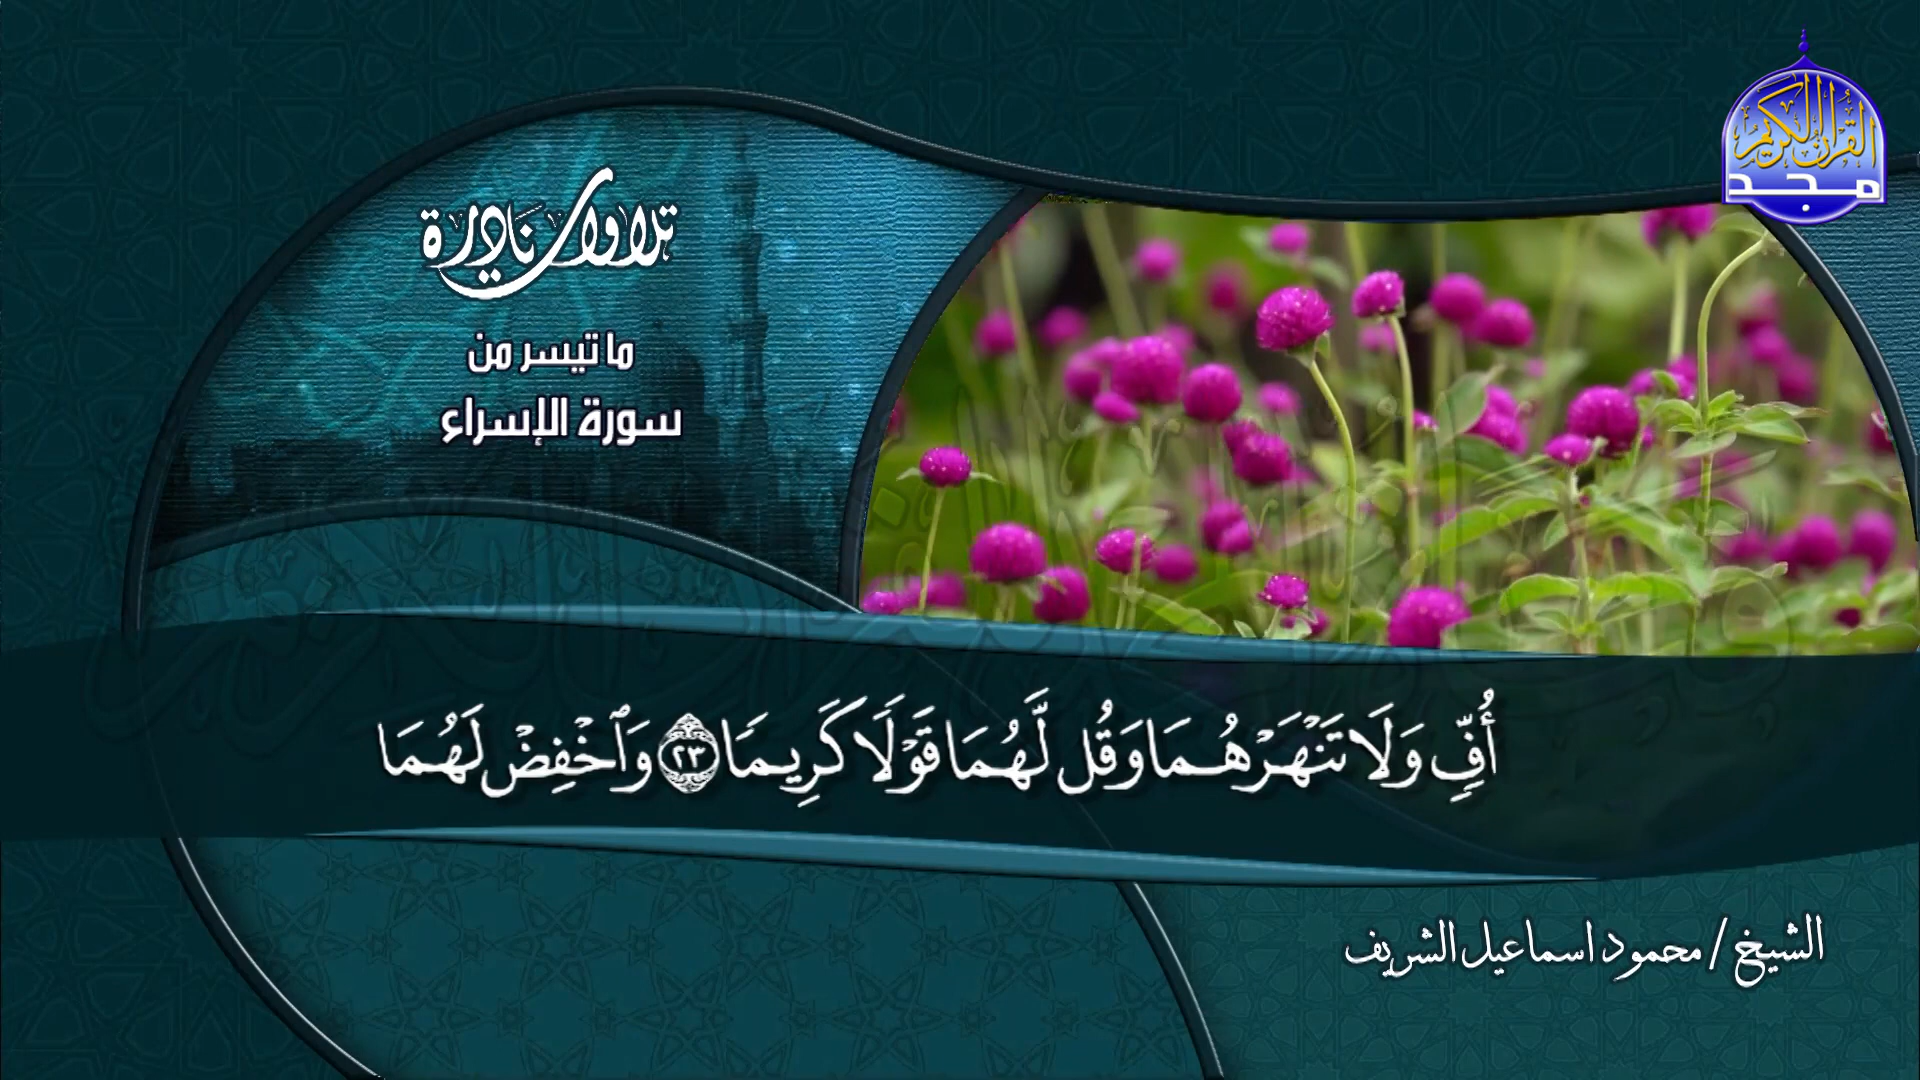 القرآن الكريم
مجد
تلاوات نادرة
ما تيسر من
سورة الإسراء
أُفٍّ وَلَا تَنْهَرْهُمَا وَقُل لَّهُمَا قَوْلًا كَرِيمًا ٢٣ وَٱخْفِضْ لَهُمَا
الشيخ / محمود اسماعيل الشريف